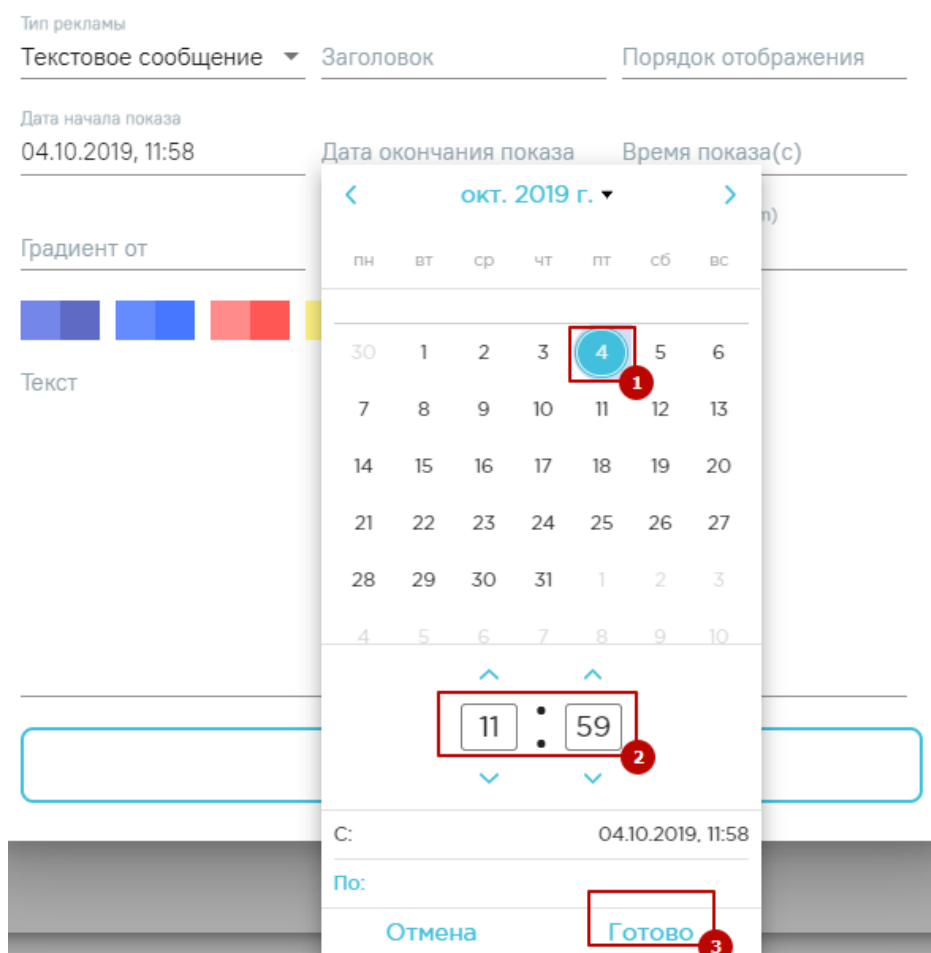 Тип рекламы
Текстовое сообщение Заголовок Порядок отображения
Дата начала показа
04.10.2019, 11:58 Дата окончания показа Время показа(с)
окт. 2019 г.
Градиент от
пн вт ср чт пт сб вс
30 1 2 3 4 5 6
1
Текст
7 8 9 10 11 12 13
14 15 16 17 18 19 20
21 22 23 24 25 26 27
28 29 30 31 1 2 3
4 5 6 7 8 9 10
11 : 59
2
С: 04.10.2019, 11:58
По:
Отмена Готово
3